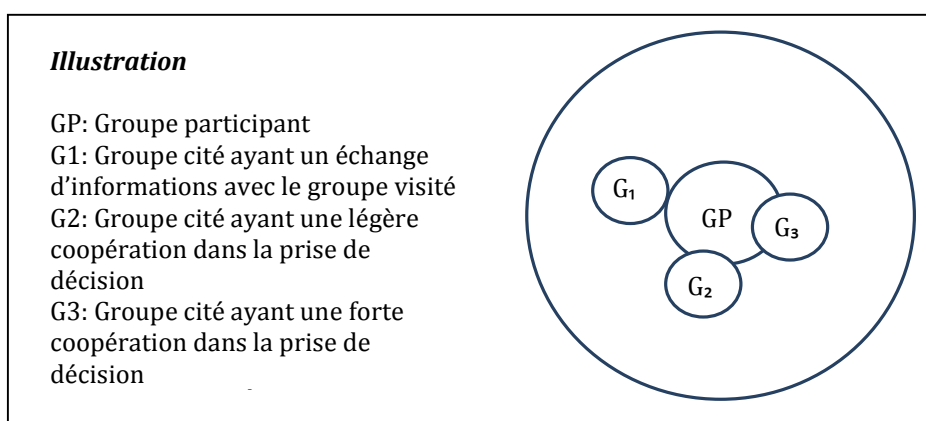 Illustration
GP: Groupe participant
G1: Groupe cité ayant un échange
d'informations avec le groupe visité
G2: Groupe cité ayant une légère
coopération dans la prise de
décision
G3: Groupe cité ayant une forte
coopération dans la prise de
décision
G₁
GP
G₃
G₂